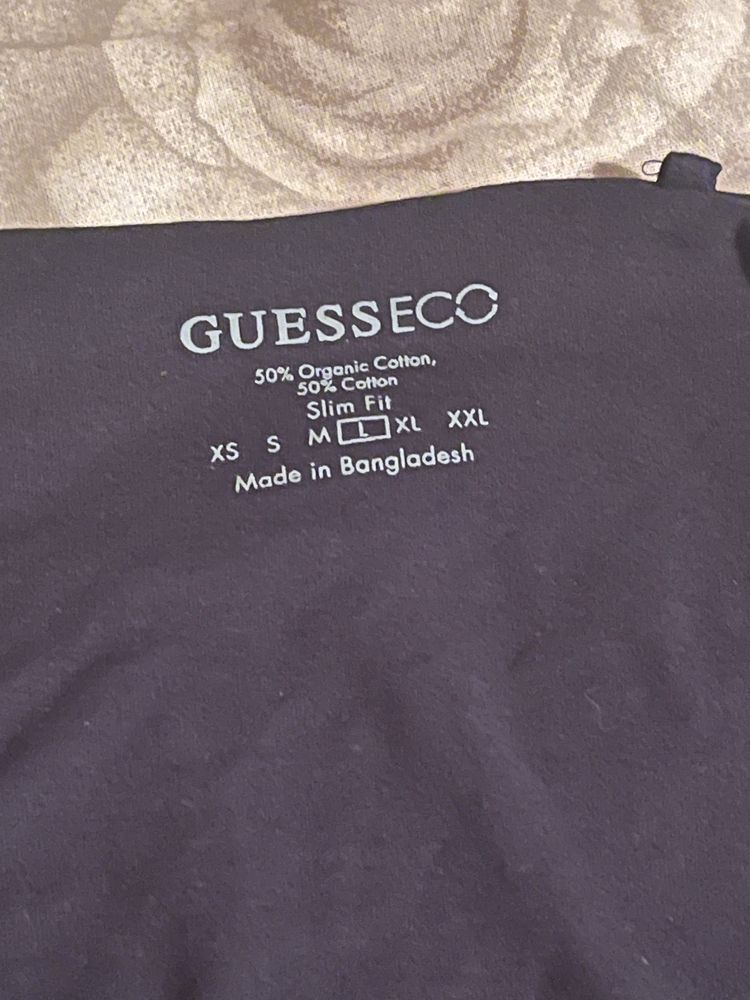 GUESSECO
50% Organic Cotton,
50% Cotton
Slim Fit
XS S M L XL XXL
Made in Bangladesh